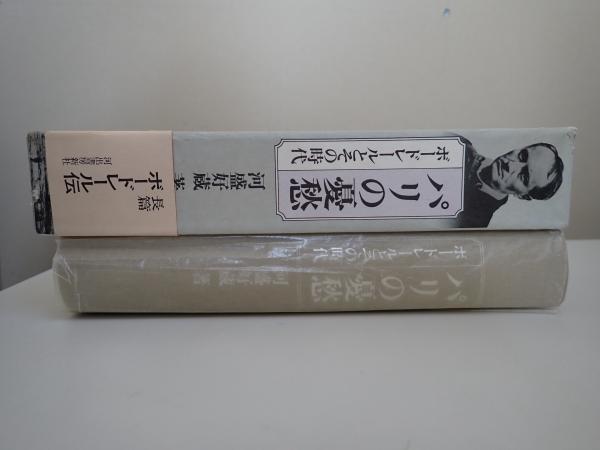 パリの憂愁
ボードレールとその時代
河盛好蔵 著
長篇
ボードレール伝
河出書房新社
パリの憂愁
ボードレールとその時代
河盛好蔵 著